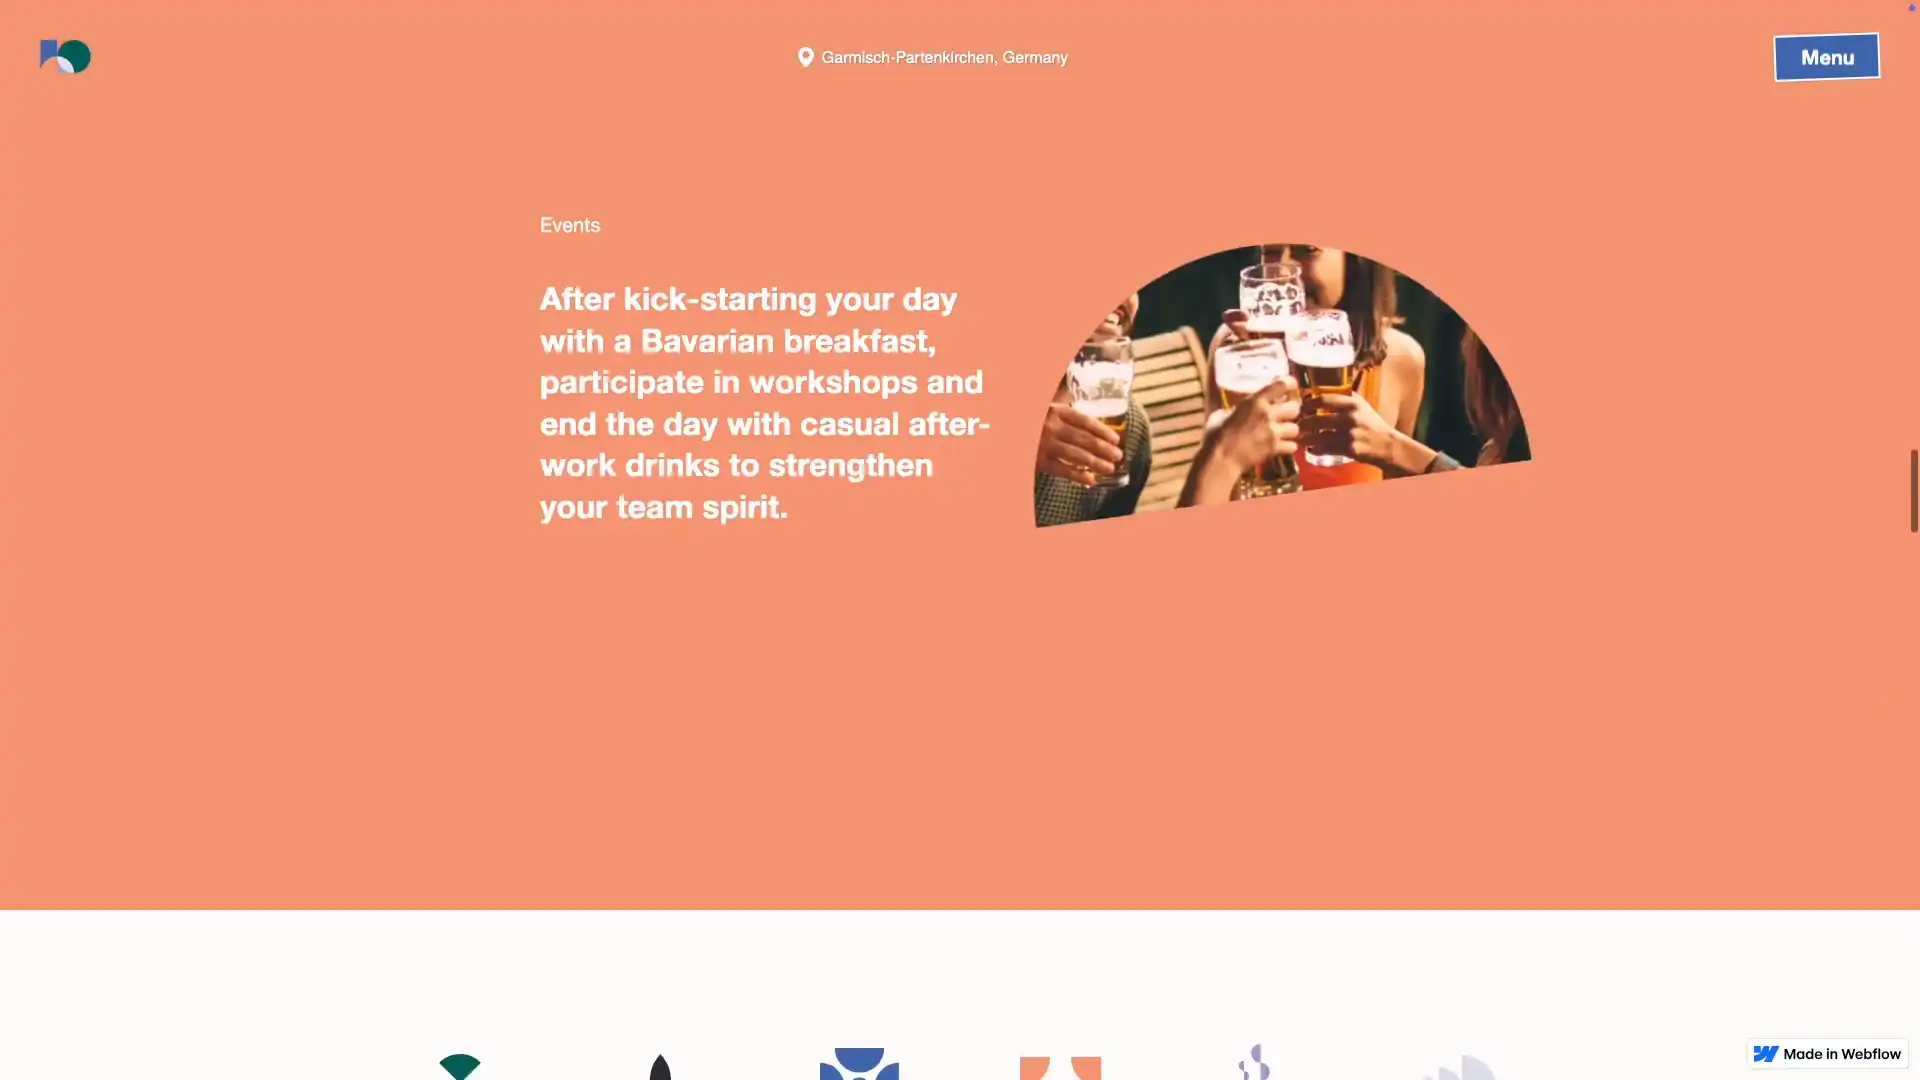 Garmisch-Partenkirchen, Germany
Menu
Events
After kick-starting your day
with a Bavarian breakfast,
participate in workshops and
end the day with casual after-
work drinks to strengthen
your team spirit.
Made in Webflow